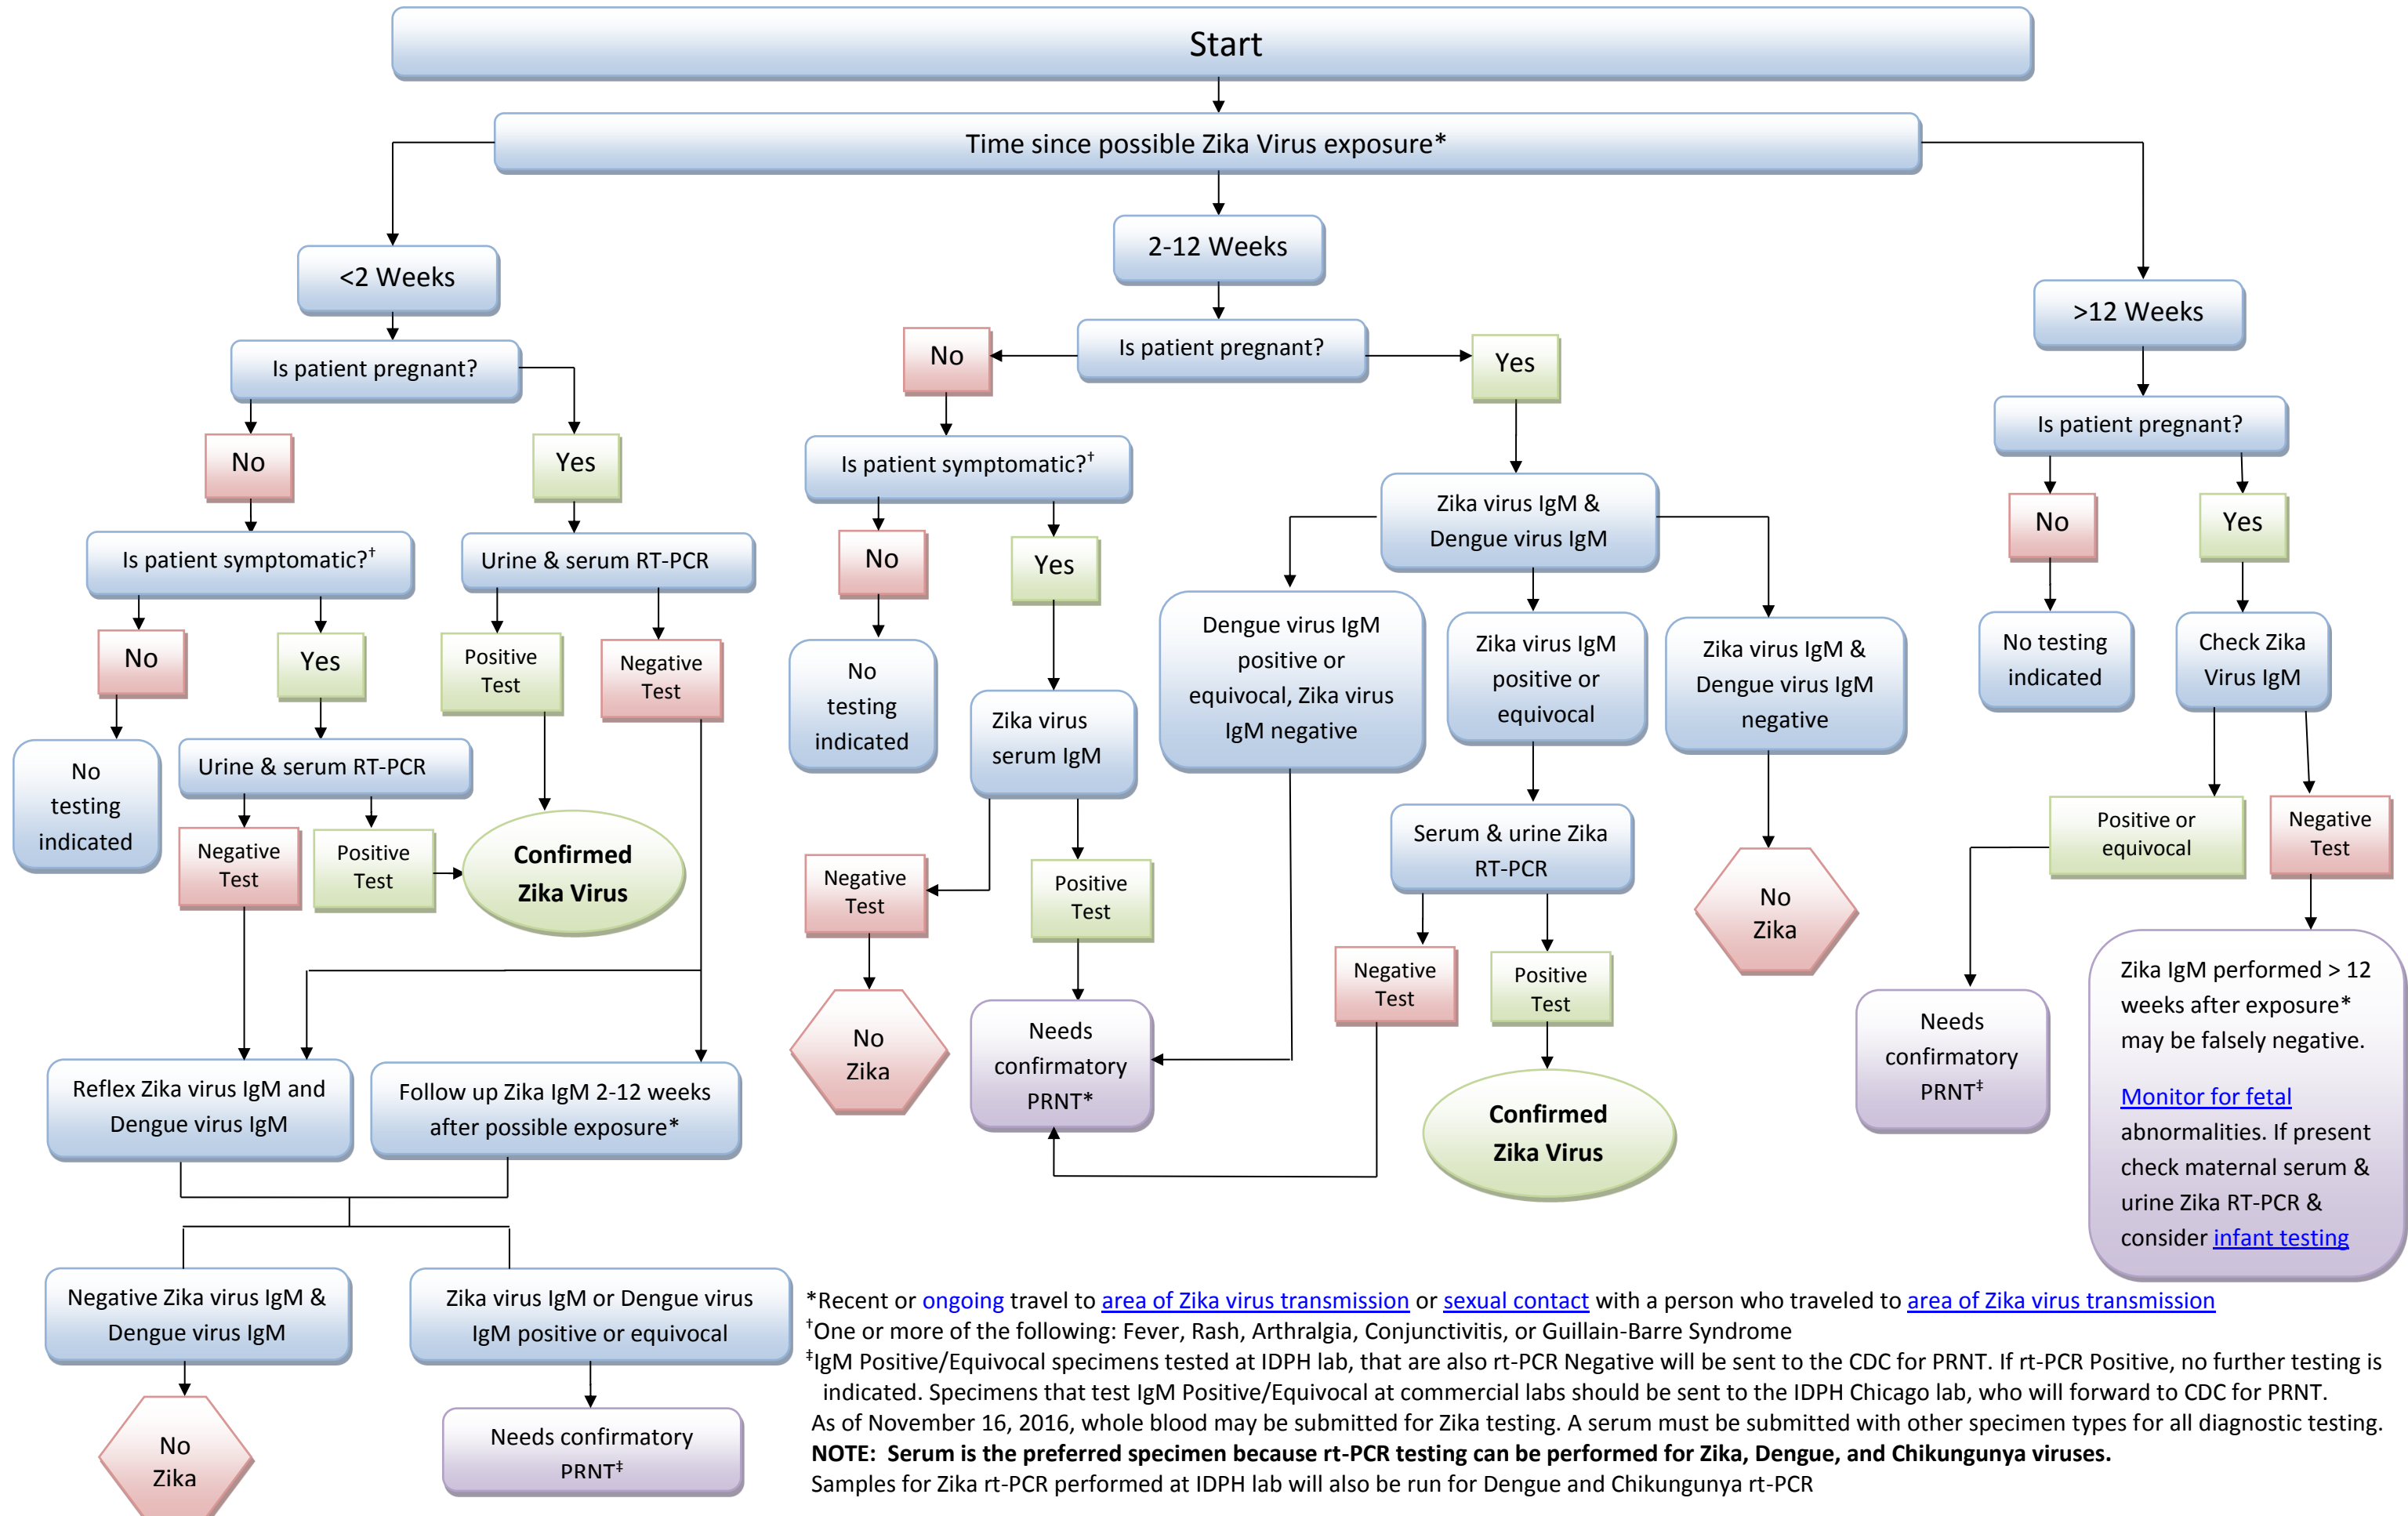 Start
Time since possible Zika Virus exposure*
<2 Weeks
Is patient pregnant?
No
Yes
Is patient symptomatic?†
Urine & serum RT-PCR
No
Yes
Positive
Test
Negative
Test
No
testing
indicated
Urine & serum RT-PCR
Negative
Test
Positive
Test
Confirmed
Zika Virus
Reflex Zika virus IgM and
Dengue virus IgM
Follow up Zika IgM 2-12 weeks
after possible exposure*
Negative Zika virus IgM &
Dengue virus IgM
Zika virus IgM or Dengue virus
IgM positive or equivocal
No
Zika
Needs confirmatory
PRNT‡
2-12 Weeks
Is patient pregnant?
No
Yes
Is patient symptomatic?†
No
Yes
No
testing
indicated
Zika virus
serum IgM
Negative
Test
Positive
Test
No
Zika
Needs
confirmatory
PRNT*
Zika virus IgM &
Dengue virus IgM
Dengue virus IgM
positive or
equivocal, Zika virus
IgM negative
Zika virus IgM
positive or
equivocal
Zika virus IgM &
Dengue virus IgM
negative
Serum & urine Zika
RT-PCR
Negative
Test
Positive
Test
Confirmed
Zika Virus
No
Zika
>12 Weeks
Is patient pregnant?
No
Yes
No testing
indicated
Check Zika
Virus IgM
Positive or
equivocal
Negative
Test
Needs
confirmatory
PRNT‡
Zika IgM performed > 12
weeks after exposure*
may be falsely negative.
Monitor for fetal
abnormalities. If present
check maternal serum &
urine Zika RT-PCR &
consider infant testing
*Recent or ongoing travel to area of Zika virus transmission or sexual contact with a person who traveled to area of Zika virus transmission
†One or more of the following: Fever, Rash, Arthralgia, Conjunctivitis, or Guillain-Barre Syndrome
‡IgM Positive/Equivocal specimens tested at IDPH lab, that are also rt-PCR Negative will be sent to the CDC for PRNT. If rt-PCR Positive, no further testing is
indicated. Specimens that test IgM Positive/Equivocal at commercial labs should be sent to the IDPH Chicago lab, who will forward to CDC for PRNT.
As of November 16, 2016, whole blood may be submitted for Zika testing. A serum must be submitted with other specimen types for all diagnostic testing.
NOTE: Serum is the preferred specimen because rt-PCR testing can be performed for Zika, Dengue, and Chikungunya viruses.
Samples for Zika rt-PCR performed at IDPH lab will also be run for Dengue and Chikungunya rt-PCR